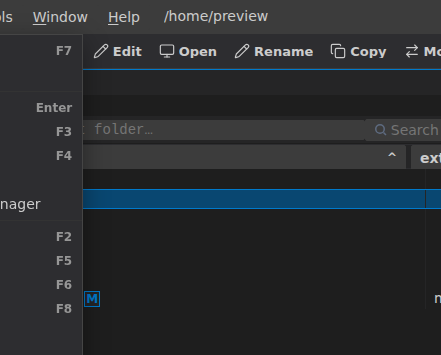 ls Window Help /home/preview
F7 Edit Open Rename Copy Mo
Enter
F3 folder… Search
F4 ^ ext
nager
F2
F5
F6
M
F8